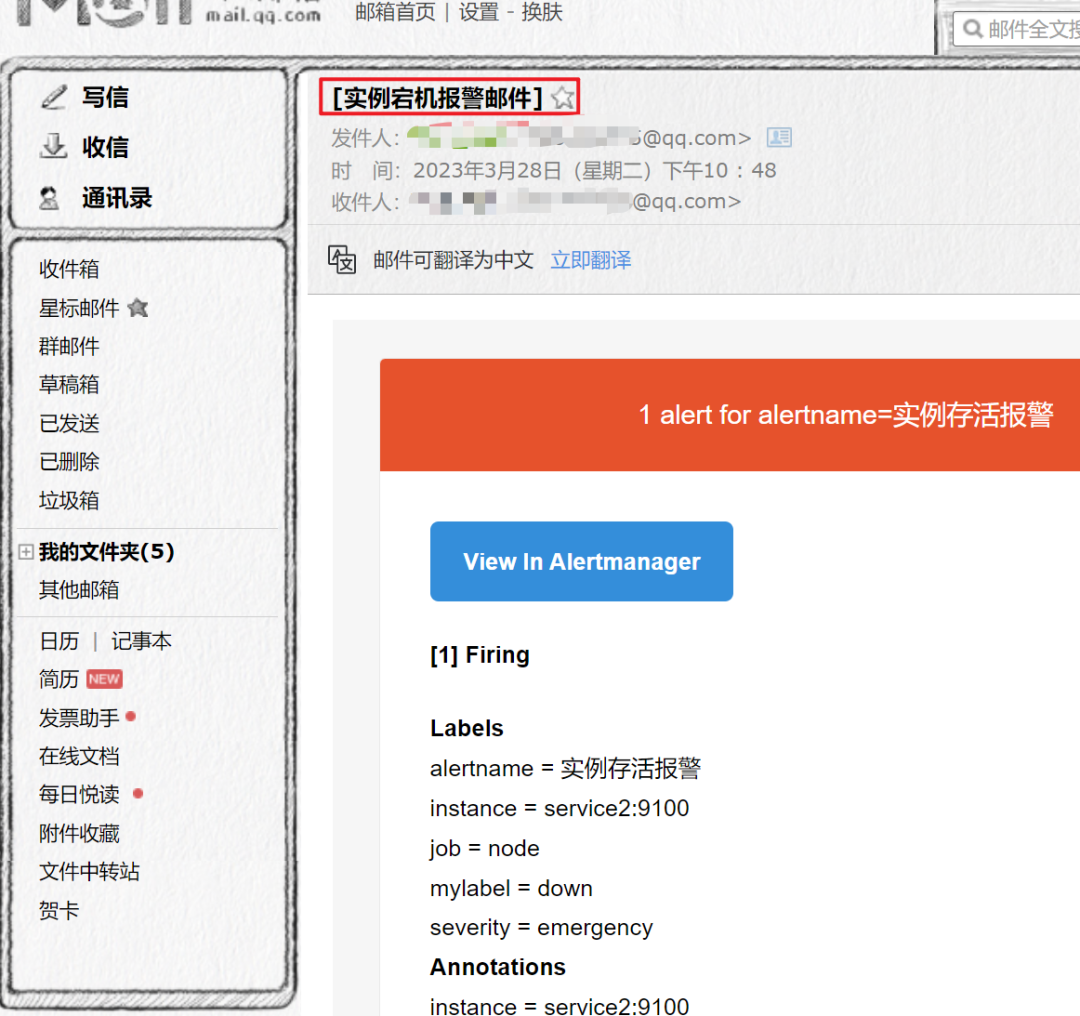 mail.qq.com
邮箱首页 | 设置 - 换肤
邮件全文
写信
收信
通讯录
收件箱
星标邮件
群邮件
草稿箱
已发送
已删除
垃圾箱
我的文件夹(5)
其他邮箱
日历 | 记事本
简历 NEW
发票助手
在线文档
每日悦读
附件收藏
文件中转站
贺卡
[实例宕机报警邮件]
发件人: @qq.com>
时 间: 2023年3月28日 (星期二) 下午10:48
收件人: @qq.com>
邮件可翻译为中文 立即翻译
1 alert for alertname=实例存活报警
View In Alertmanager
[1] Firing
Labels
alertname = 实例存活报警
instance = service2:9100
job = node
mylabel = down
severity = emergency
Annotations
instance = service2:9100